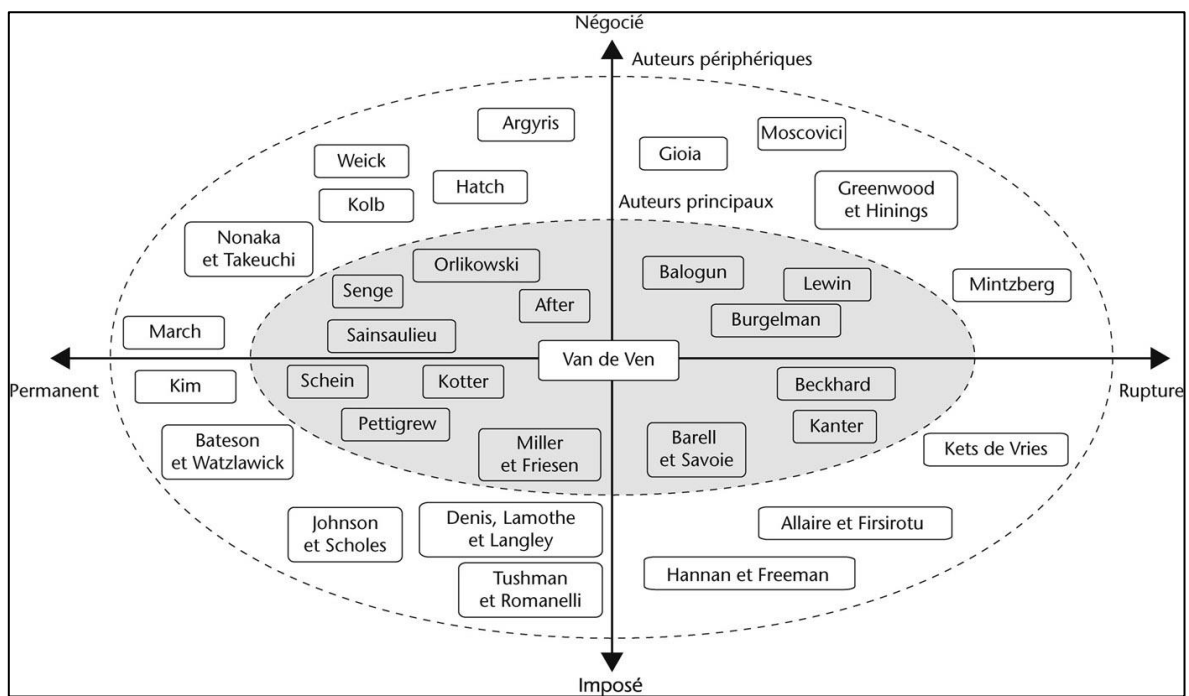 Négocié
Auteurs périphériques
Argyris
Moscovici
Gioia
Weick
Hatch
Greenwood
et Hinings
Kolb
Auteurs principaux
Nonaka
et Takeuchi
Orlikowski
Balogun
Lewin
Mintzberg
Senge
After
Burgelman
March
Sainsaulieu
Van de Ven
Permanent
Rupture
Kim
Schein
Kotter
Beckhard
Pettigrew
Kanter
Bateson
et Watzlawick
Miller
et Friesen
Barell
et Savoie
Kets de Vries
Johnson
et Scholes
Denis, Lamothe
et Langley
Allaire et Firsirotu
Tushman
et Romanelli
Hannan et Freeman
Imposé